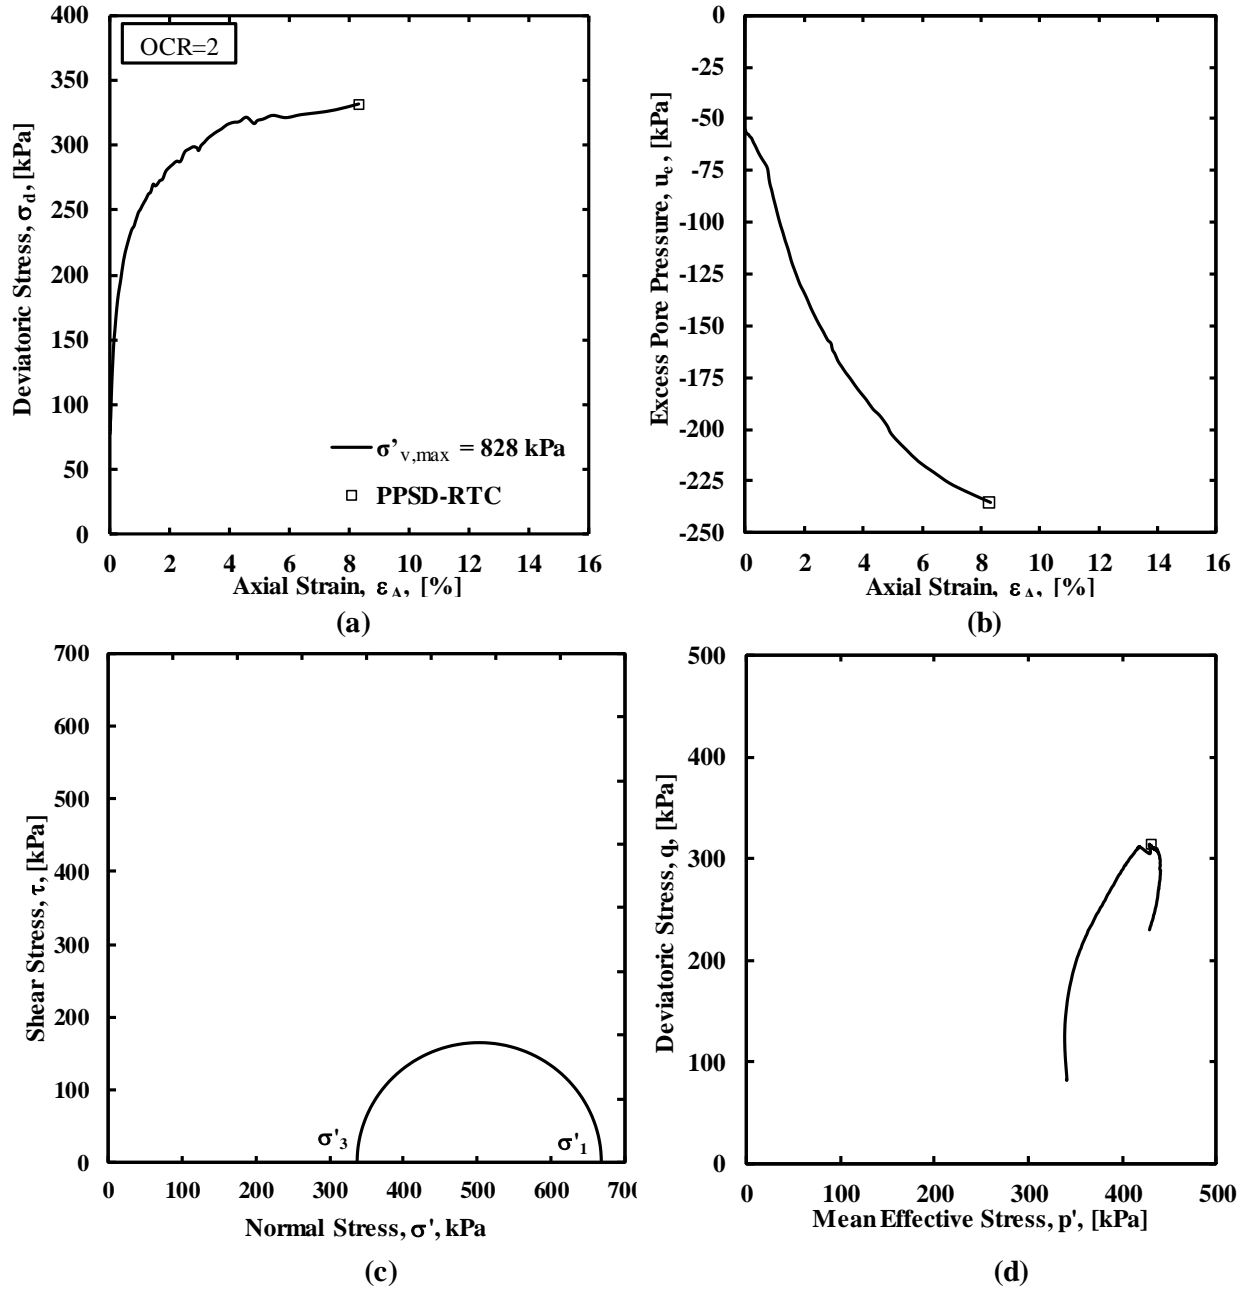 OCR=2
400
350
300
250
200
150
100
50
0
Deviatoric Stress, σd, [kPa]
σ’v,max = 828 kPa
PPSD-RTC
0 2 4 6 8 10 12 14 16
Axial Strain, εA, [%]
(a)
0
-25
-50
-75
-100
-125
-150
-175
-200
-225
-250
Excess Pore Pressure, ue, [kPa]
0 2 4 6 8 10 12 14 16
Axial Strain, εA, [%]
(b)
700
600
500
400
300
200
100
0
Shear Stress, τ, [kPa]
σ'3
σ'1
0 100 200 300 400 500 600 700
Normal Stress, σ', kPa
(c)
500
400
300
200
100
0
Deviatoric Stress, q, [kPa]
0 100 200 300 400 500
Mean Effective Stress, p', [kPa]
(d)